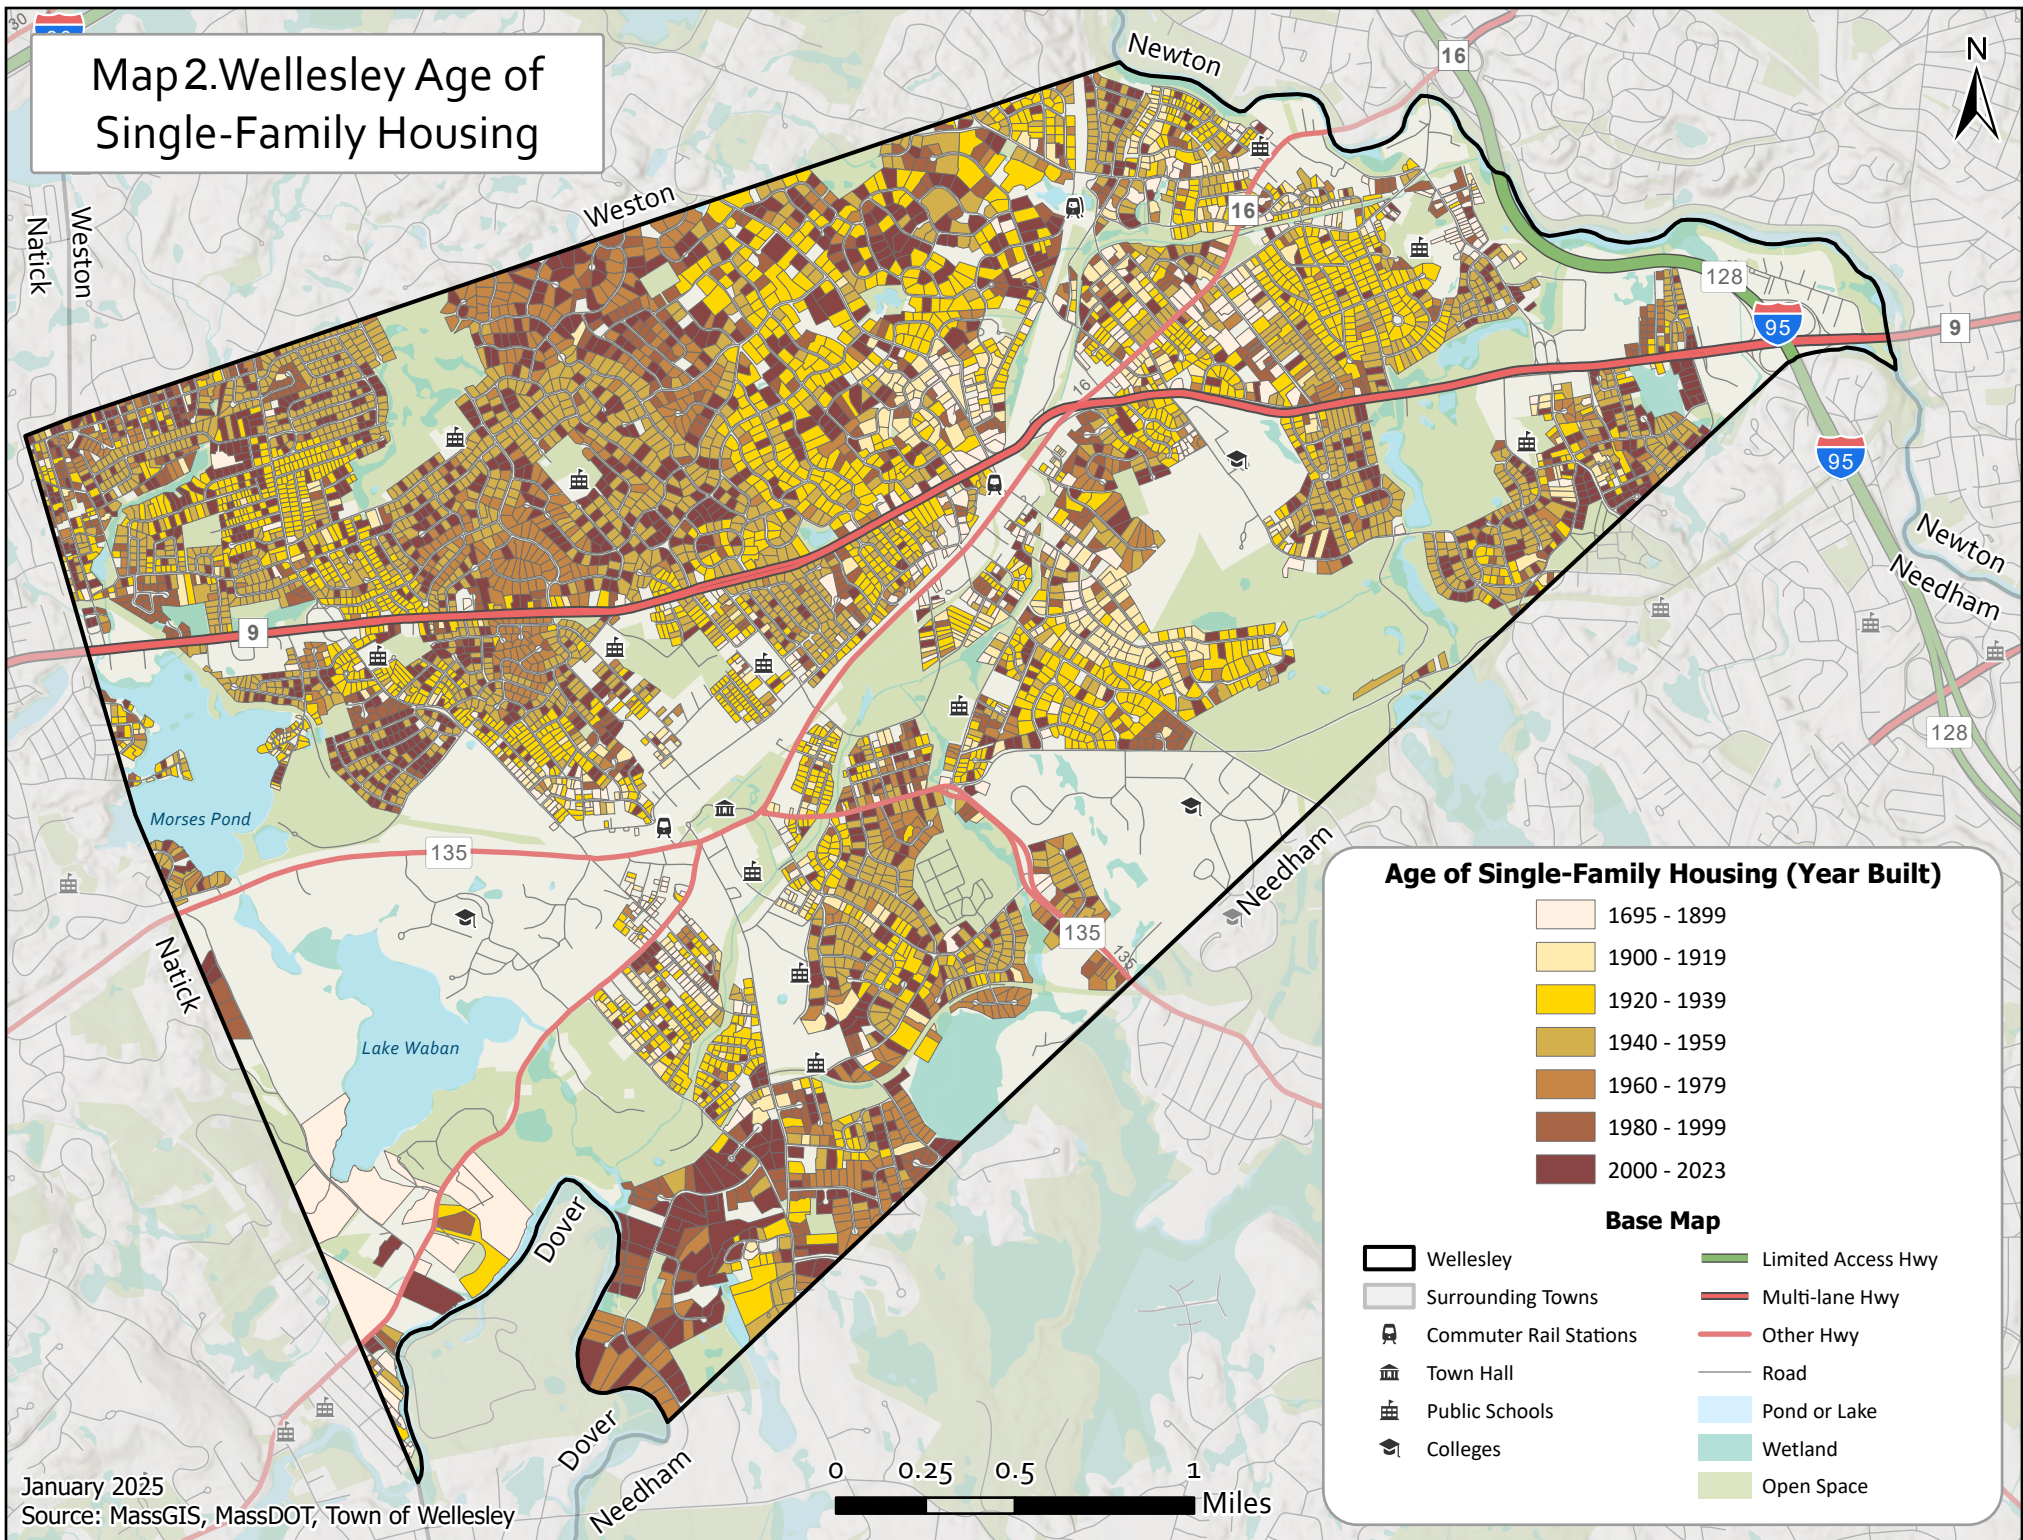 Map 2.Wellesley Age of
Single-Family Housing
N
30
Newton
16
Weston
Weston
Natick
16
128
95
9
16
95
Newton
Needham
9
128
Morses Pond
135
Needham
135
135
Natick
Lake Waban
Dover
Dover
Needham
Age of Single-Family Housing (Year Built)
1695 - 1899
1900 - 1919
1920 - 1939
1940 - 1959
1960 - 1979
1980 - 1999
2000 - 2023
Base Map
Wellesley
Surrounding Towns
Commuter Rail Stations
Town Hall
Public Schools
Colleges
Limited Access Hwy
Multi-lane Hwy
Other Hwy
Road
Pond or Lake
Wetland
Open Space
0 0.25 0.5 1
Miles
January 2025
Source: MassGIS, MassDOT, Town of Wellesley